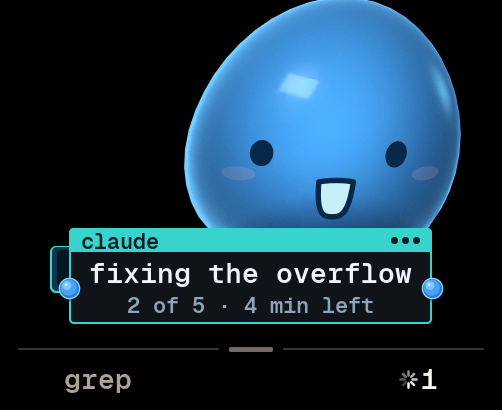 claude
fixing the overflow
2 of 5 · 4 min left
grep 1